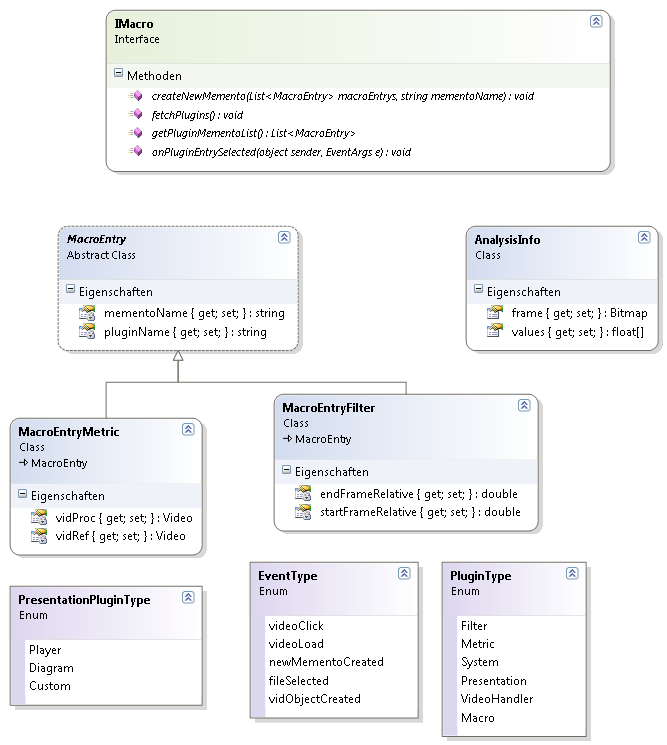 IMacro
Interface
Methoden
createNewMemento(List<MacroEntry> macroEntrys, string mementoName) : void
fetchPlugins() : void
getPluginMementoList() : List<MacroEntry>
onPluginEntrySelected(object sender, EventArgs e) : void
MacroEntry
Abstract Class
Eigenschaften
mementoName { get; set; } : string
pluginName { get; set; } : string
AnalysisInfo
Class
Eigenschaften
frame { get; set; } : Bitmap
values { get; set; } : float[]
MacroEntryMetric
Class
MacroEntry
Eigenschaften
vidProc { get; set; } : Video
vidRef { get; set; } : Video
MacroEntryFilter
Class
MacroEntry
Eigenschaften
endFrameRelative { get; set; } : double
startFrameRelative { get; set; } : double
PresentationPluginType
Enum
Player
Diagram
Custom
EventType
Enum
videoClick
videoLoad
newMementoCreated
fileSelected
vidObjectCreated
PluginType
Enum
Filter
Metric
System
Presentation
VideoHandler
Macro